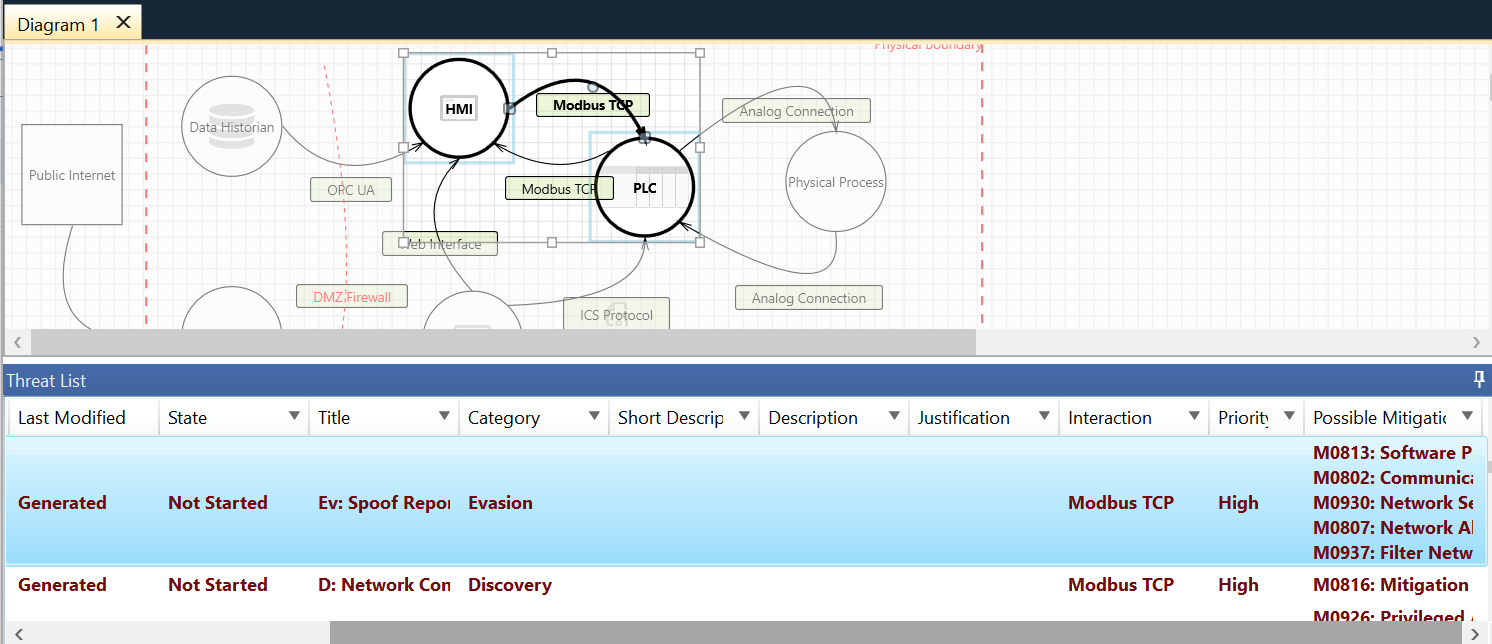 Diagram 1
Physical boundary
HMI
Modbus TCP
Analog Connection
Data Historian
Public Internet
Physical Process
OPC UA
Modbus TCP
PLC
Web Interface
DMZ Firewall
Analog Connection
ICS Protocol
Threat List
Last Modified State Title Category Short Descrip Description Justification Interaction Priority Possible Mitigatic
M0813: Software P
M0802: Communica
Generated Not Started Ev: Spoof Repor Evasion Modbus TCP High M0930: Network Se
M0807: Network Al
M0937: Filter Netw
Generated Not Started D: Network Con Discovery Modbus TCP High M0816: Mitigation
M0926: Privileged